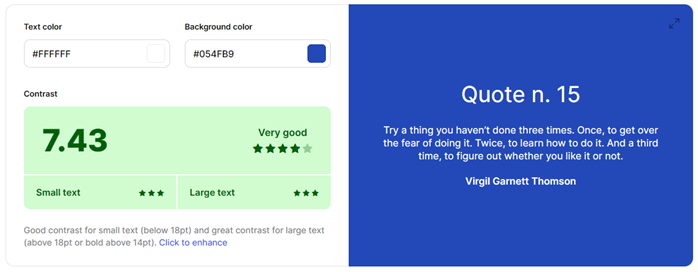 Text color
Background color
#FFFFFF
#054FB9
Contrast
7.43
Very good
Small text
Large text
Good contrast for small text (below 18pt) and great contrast for large text
(above 18pt or bold above 14pt). Click to enhance
Quote n. 15
Try a thing you haven’t done three times. Once, to get over
the fear of doing it. Twice, to learn how to do it. And a third
time, to figure out whether you like it or not.
Virgil Garnett Thomson